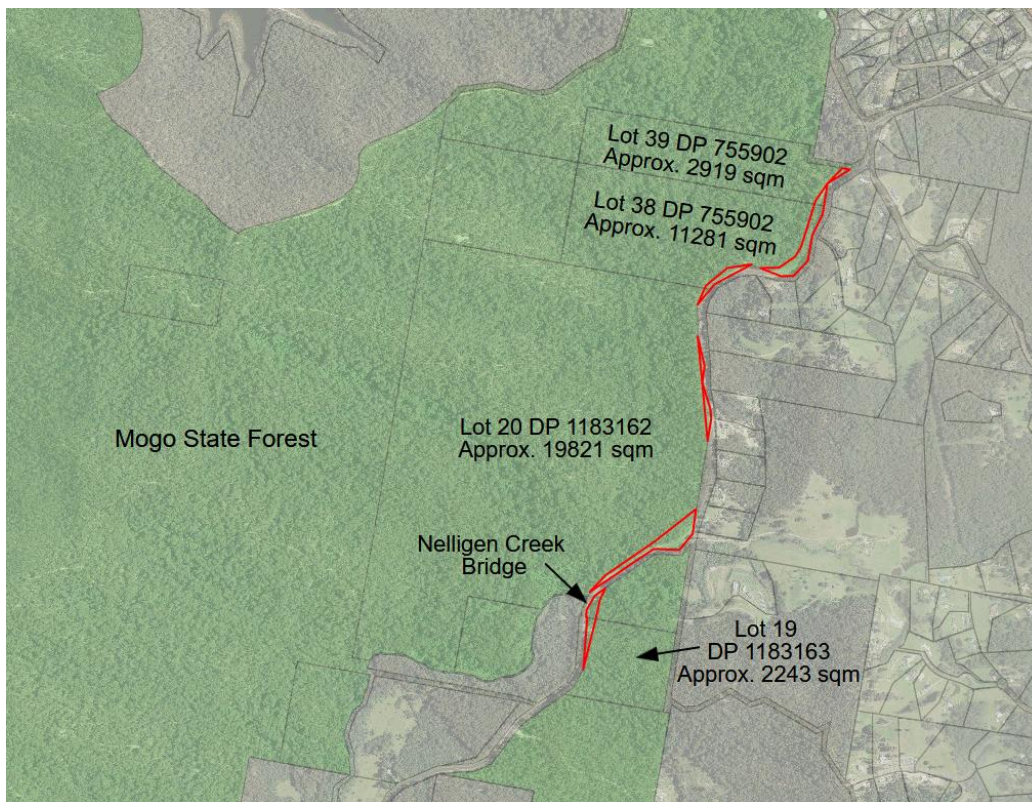 Lot 39 DP 755902
Approx. 2919 sqm
Lot 38 DP 755902
Approx. 11281 sqm
Lot 20 DP 1183162
Approx. 19821 sqm
Mogo State Forest
Nelligen Creek
Bridge
Lot 19
DP 1183163
Approx. 2243 sqm